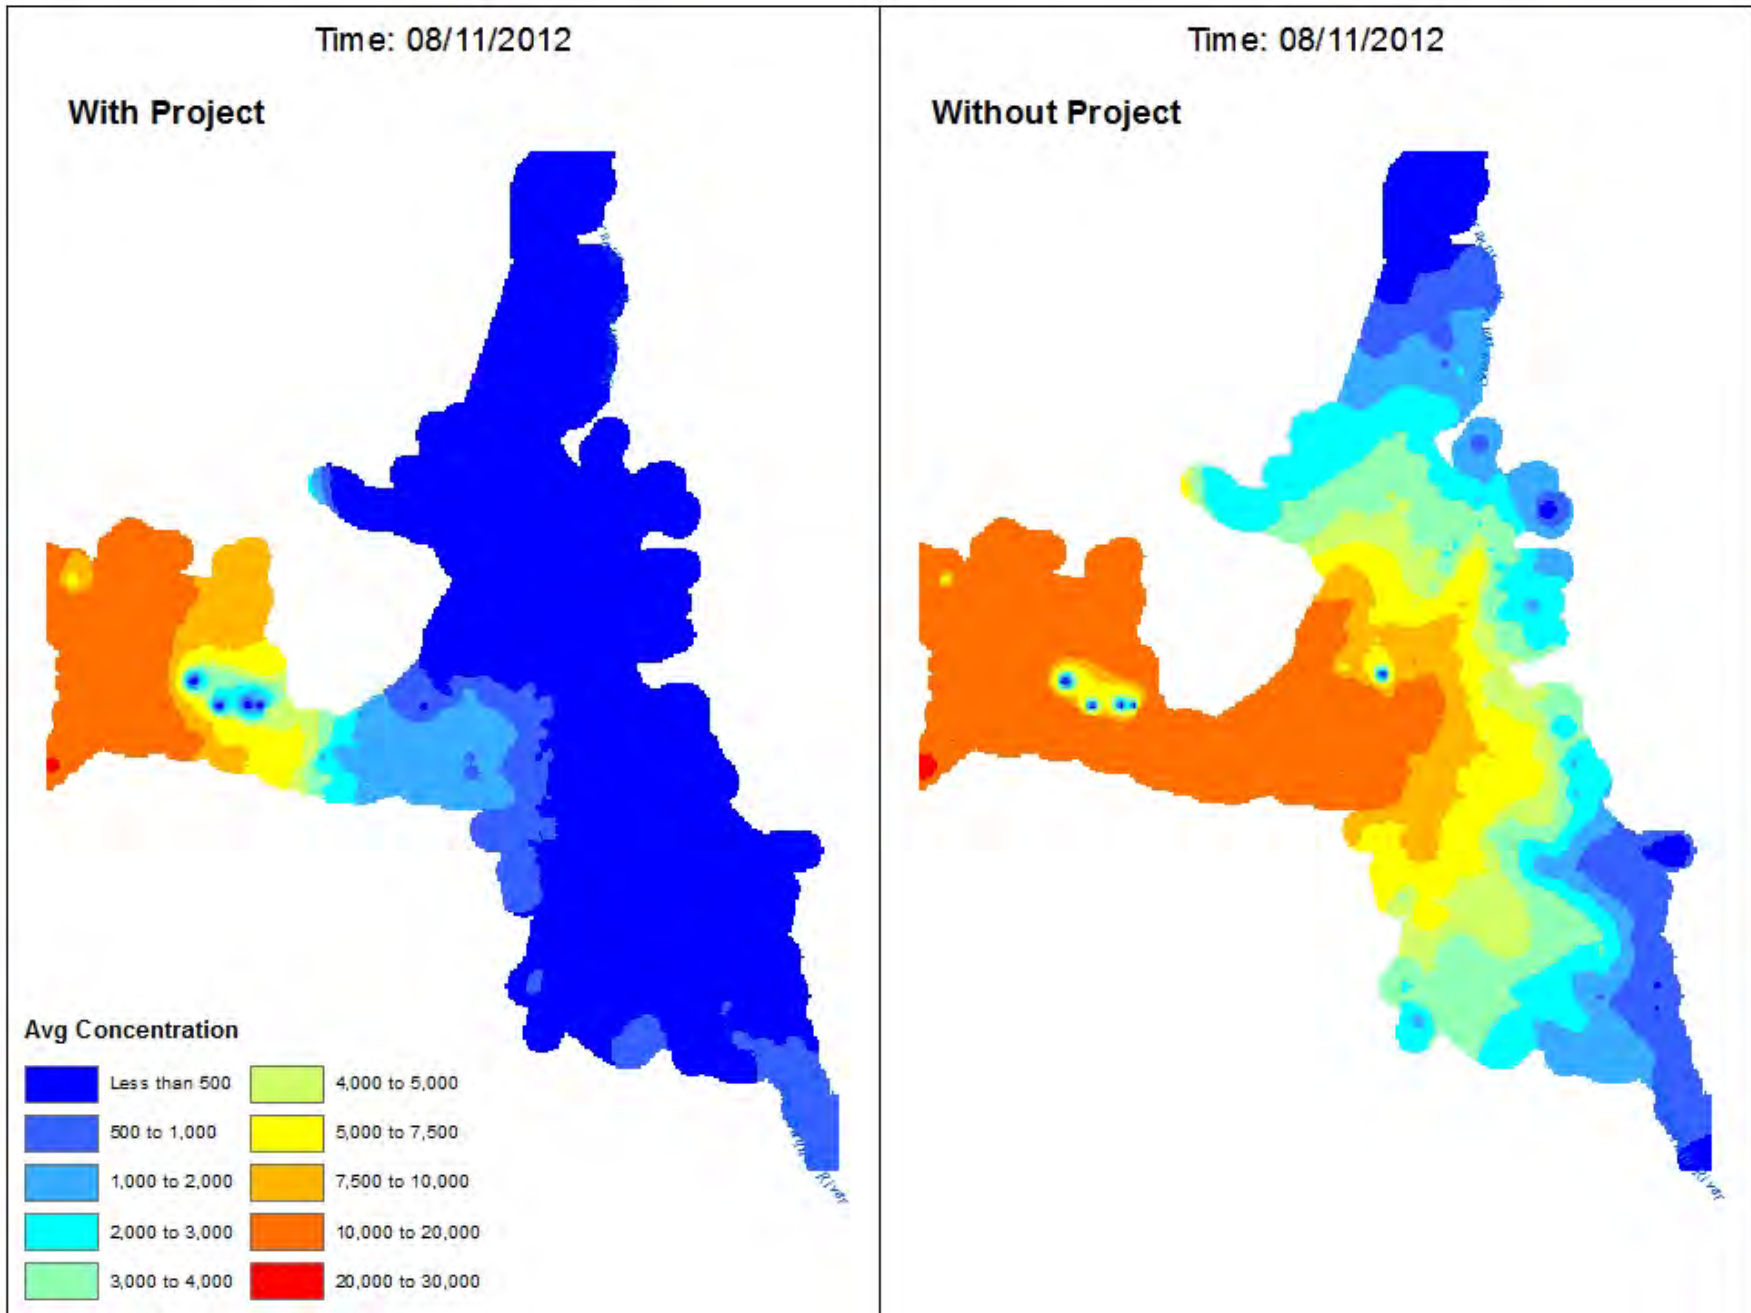 Time: 08/11/2012
With Project
Avg Concentration
Less than 500
500 to 1,000
1,000 to 2,000
2,000 to 3,000
3,000 to 4,000
4,000 to 5,000
5,000 to 7,500
7,500 to 10,000
10,000 to 20,000
20,000 to 30,000
River
Time: 08/11/2012
Without Project
River